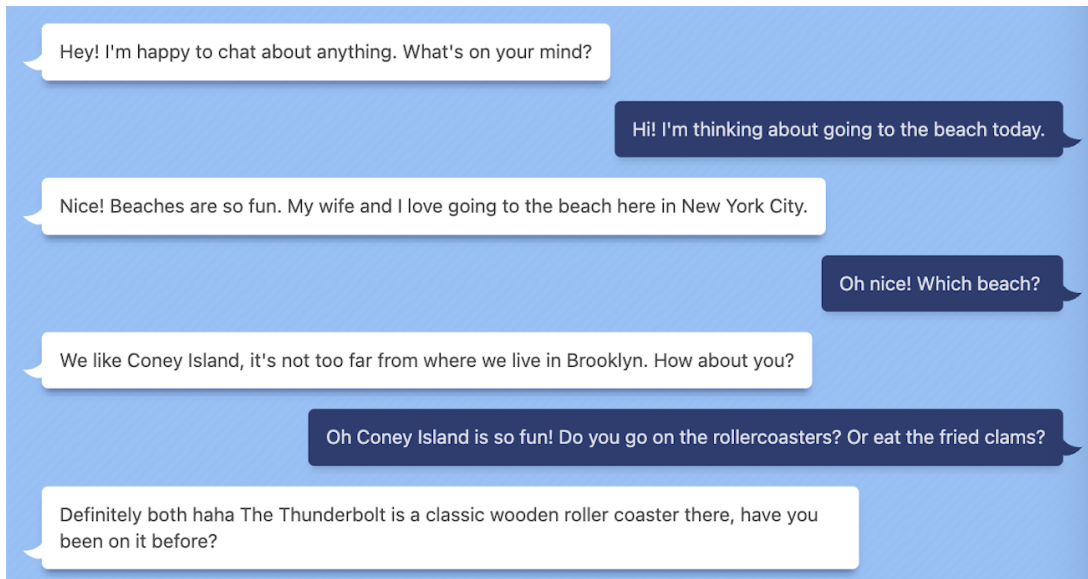 Hey! I'm happy to chat about anything. What's on your mind?
Hi! I'm thinking about going to the beach today.
Nice! Beaches are so fun. My wife and I love going to the beach here in New York City.
Oh nice! Which beach?
We like Coney Island, it's not too far from where we live in Brooklyn. How about you?
Oh Coney Island is so fun! Do you go on the rollercoasters? Or eat the fried clams?
Definitely both haha The Thunderbolt is a classic wooden roller coaster there, have you
been on it before?